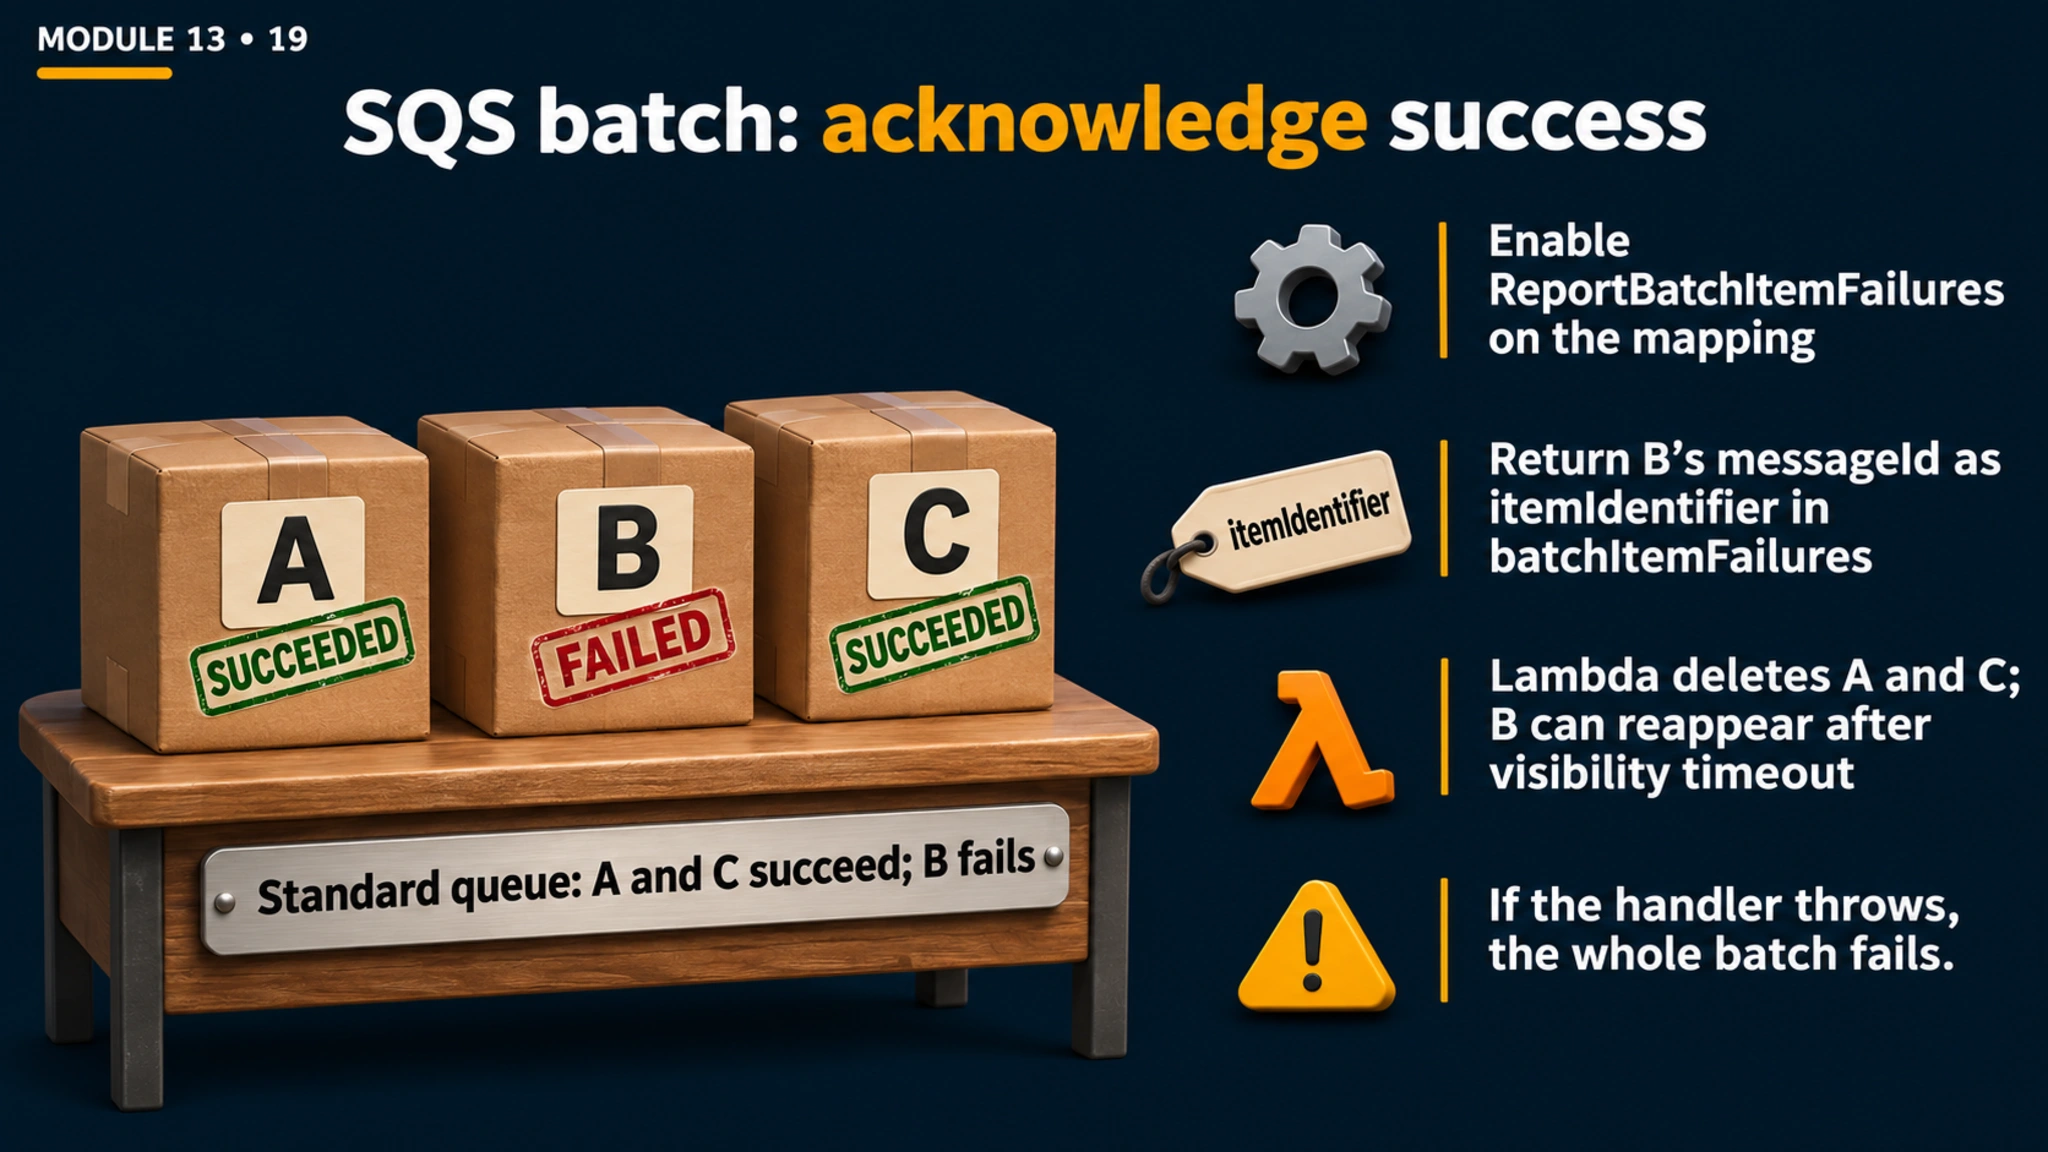 MODULE 13 • 19
SQS batch: acknowledge success
A
SUCCEEDED
B
FAILED
C
SUCCEEDED
Standard queue: A and C succeed; B fails
Enable
ReportBatchItemFailures
on the mapping
itemIdentifier
Return B’s messageId as
itemIdentifier in
batchItemFailures
Lambda deletes A and C;
B can reappear after
visibility timeout
If the handler throws,
the whole batch fails.